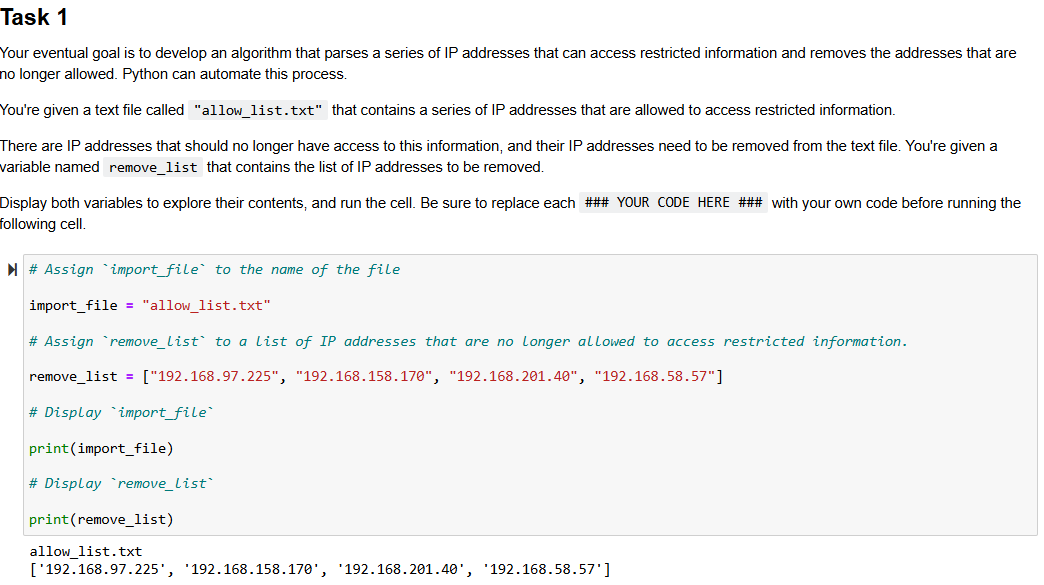 Task 1
Your eventual goal is to develop an algorithm that parses a series of IP addresses that can access restricted information and removes the addresses that are
no longer allowed. Python can automate this process.
You're given a text file called "allow_list.txt" that contains a series of IP addresses that are allowed to access restricted information.
There are IP addresses that should no longer have access to this information, and their IP addresses need to be removed from the text file. You're given a
variable named remove_list that contains the list of IP addresses to be removed.
Display both variables to explore their contents, and run the cell. Be sure to replace each ### YOUR CODE HERE ### with your own code before running the
following cell.
# Assign `import_file` to the name of the file
import_file = "allow_list.txt"
# Assign `remove_list` to a list of IP addresses that are no longer allowed to access restricted information.
remove_list = ["192.168.97.225", "192.168.158.170", "192.168.201.40", "192.168.58.57"]
# Display `import_file`
print(import_file)
# Display `remove_list`
print(remove_list)
allow_list.txt
['192.168.97.225', '192.168.158.170', '192.168.201.40', '192.168.58.57']